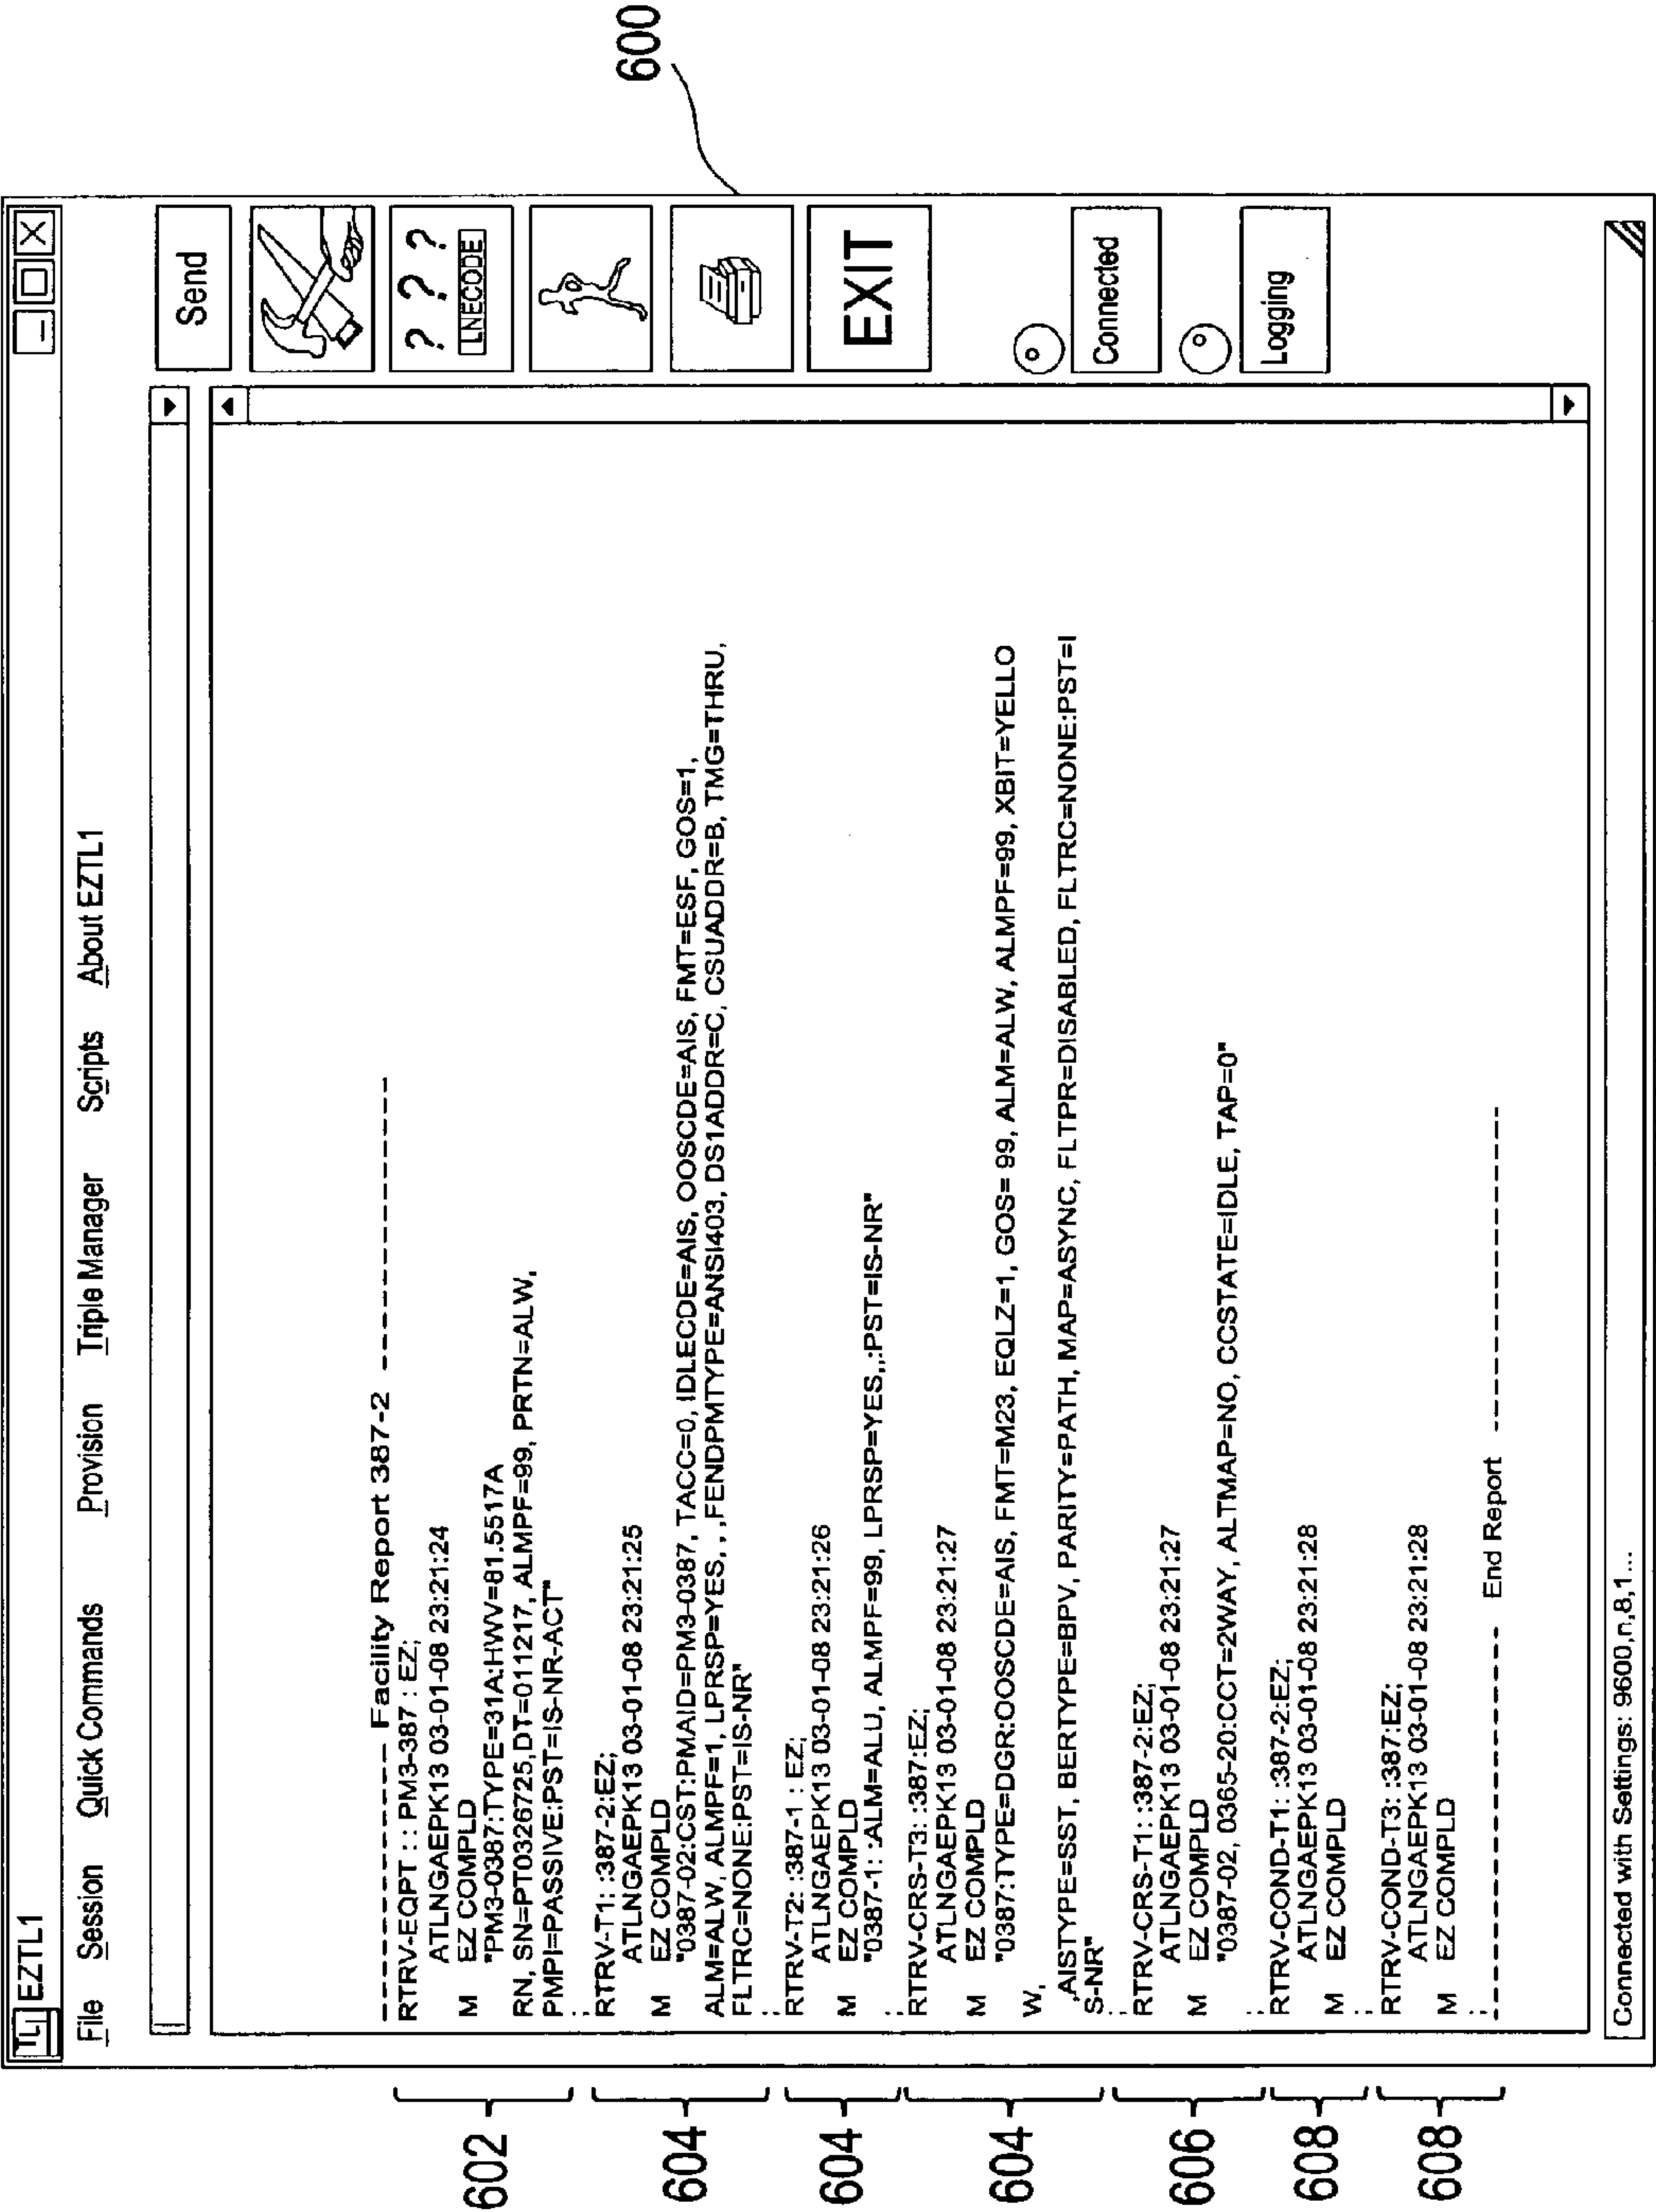 EZTL1
File Session Quick Commands Provision Triple Manager Scripts About EZTL1
Send
---------- Facility Report 387-2 --------------------
RTRV-EQPT : : PM3-387 : EZ;
ATLNGAEPK13 03-01-08 23:21:24
M EZ COMPLD
"PM3-0387:TYPE=31A:HWV=81.5517A
RN, SN=PT0326725,DT=011217, ALMPF=99, PRTN=ALW,
PMPI=PASSIVE:PST=IS-NR-ACT"
;
RTRV-T1: :387-2:EZ;
ATLNGAEPK13 03-01-08 23:21:25
M EZ COMPLD
"0387-02:CST:PMAID=PM3-0387, TACC=0, IDLECDE=AIS, OOSCDE=AIS, FMT=ESF, GOS=1,
ALM=ALW, ALMPF=1, LPRSP=YES, , ,FENDPMTYPE=ANSI403, DS1ADDR=C, CSUADDR=B, TMG=THRU,
FLTRC=NONE:PST=IS-NR"
;
RTRV-T2: :387-1 : EZ;
ATLNGAEPK13 03-01-08 23:21:26
M EZ COMPLD
"0387-1: :ALM=ALU, ALMPF=99, LPRSP=YES,,:PST=IS-NR"
;
RTRV-CRS-T3: :387:EZ;
ATLNGAEPK13 03-01-08 23:21:27
M EZ COMPLD
"0387:TYPE=DGR:OOSCDE=AIS, FMT=M23, EQLZ=1, GOS= 99, ALM=ALW, ALMPF=99, XBIT=YELLO
W,
,AISTYPE=SST, BERTYPE=BPV, PARITY=PATH, MAP=ASYNC, FLTPR=DISABLED, FLTRC=NONE:PST=I
S-NR"
;
RTRV-CRS-T1: :387-2:EZ;
ATLNGAEPK13 03-01-08 23:21:27
M EZ COMPLD
"0387-02, 0365-20:CCT=2WAY, ALTMAP=NO, CCSTATE=IDLE, TAP=0"
;
RTRV-COND-T1: :387-2:EZ;
ATLNGAEPK13 03-01-08 23:21:28
M EZ COMPLD
;
RTRV-COND-T3: :387:EZ;
ATLNGAEPK13 03-01-08 23:21:28
M EZ COMPLD
;
-------------------- End Report --------------------
? ? ?
LNECODE
EXIT
Connected
Logging
Connected with Settings: 9600,n,8,1...
600
602
604
604
604
606
608
608